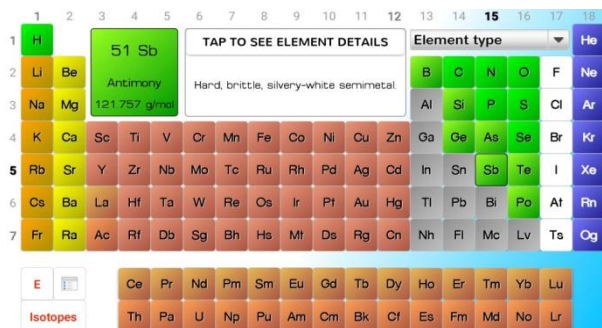 1 2 3 4 5 6 7 8 9 10 11 12 13 14 15 16 17 18
1 H 51 Sb TAP TO SEE ELEMENT DETAILS Element type He
2 Li Be Antimony Hard, brittle, silvery-white semimetal. B C N O F Ne
3 Na Mg 121.757 g/mol Al Si P S Cl Ar
4 K Ca Sc Ti V Cr Mn Fe Co Ni Cu Zn Ga Ge As Se Br Kr
5 Rb Sr Y Zr Nb Mo Tc Ru Rh Pd Ag Cd In Sn Sb Te I Xe
6 Cs Ba La Hf Ta W Re Os Ir Pt Au Hg Tl Pb Bi Po At Rn
7 Fr Ra Ac Rf Db Sg Bh Hs Mt Ds Rg Cn Nh Fl Mc Lv Ts Og
E Ce Pr Nd Pm Sm Eu Gd Tb Dy Ho Er Tm Yb Lu
Isotopes Th Pa U Np Pu Am Cm Bk Cf Es Fm Md No Lr